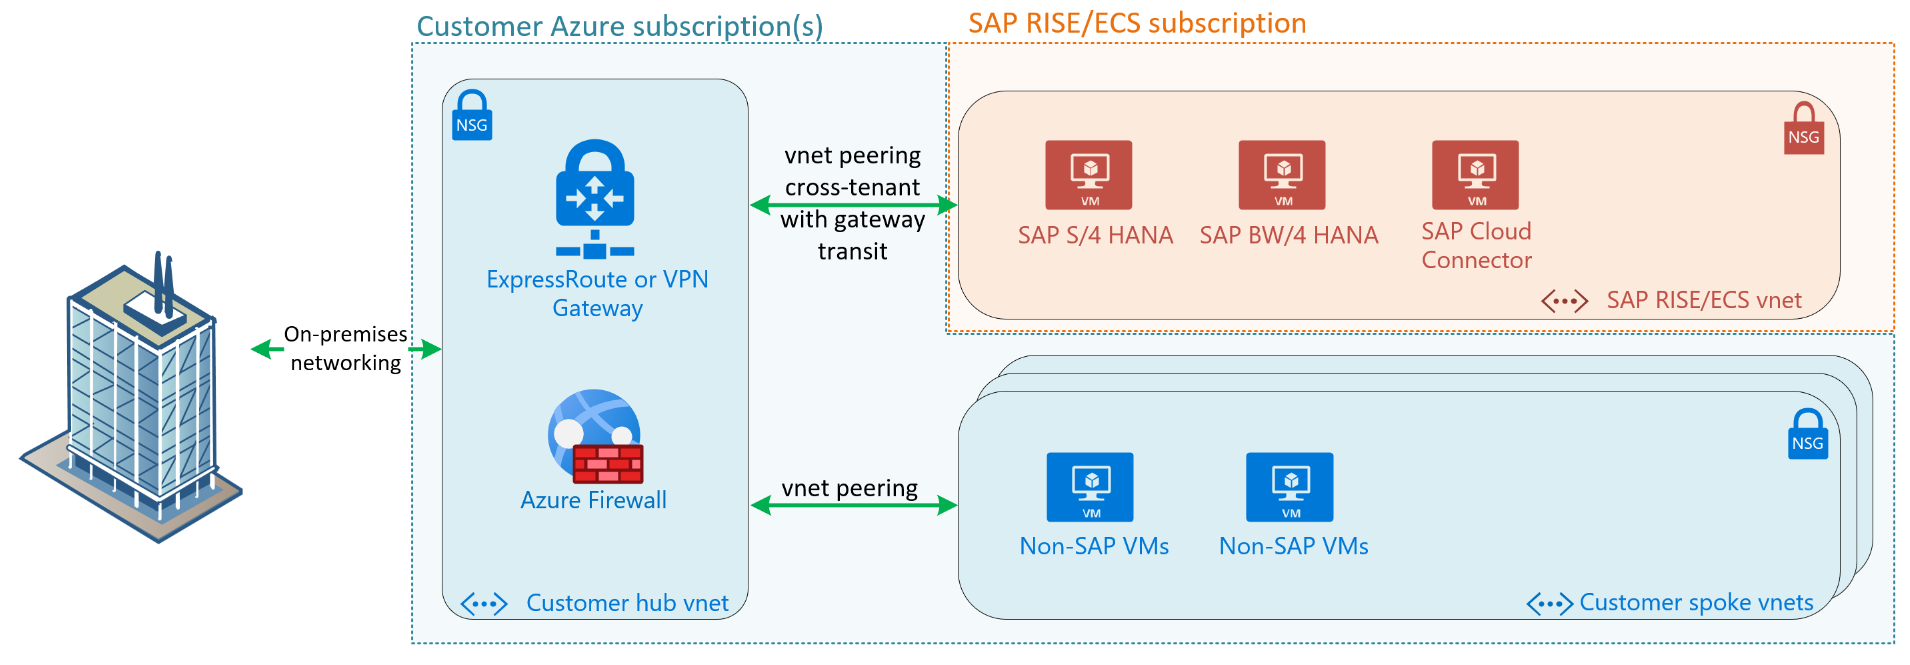 Customer Azure subscription(s)
SAP RISE/ECS subscription
NSG
ExpressRoute or VPN
Gateway
Azure Firewall
Customer hub vnet
On-premises
networking
vnet peering
cross-tenant
with gateway
transit
vnet peering
NSG
VM
SAP S/4 HANA
VM
SAP BW/4 HANA
VM
SAP Cloud
Connector
SAP RISE/ECS vnet
NSG
VM
Non-SAP VMs
VM
Non-SAP VMs
Customer spoke vnets